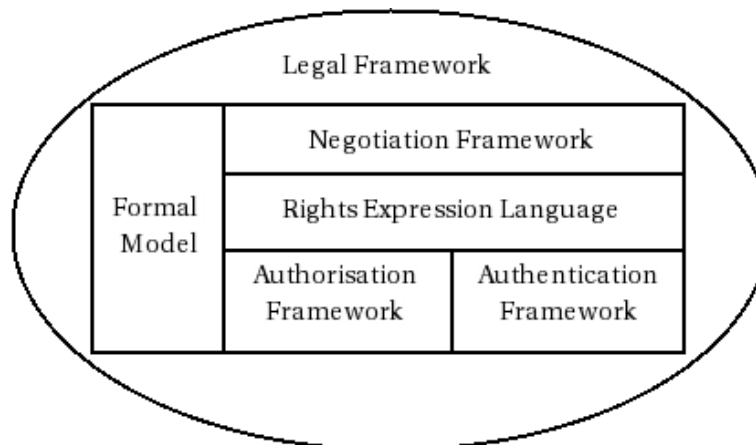 Legal Framework
Negotiation Framework
Formal
Model
Rights Expression Language
Authorisation
Framework
Authentication
Framework